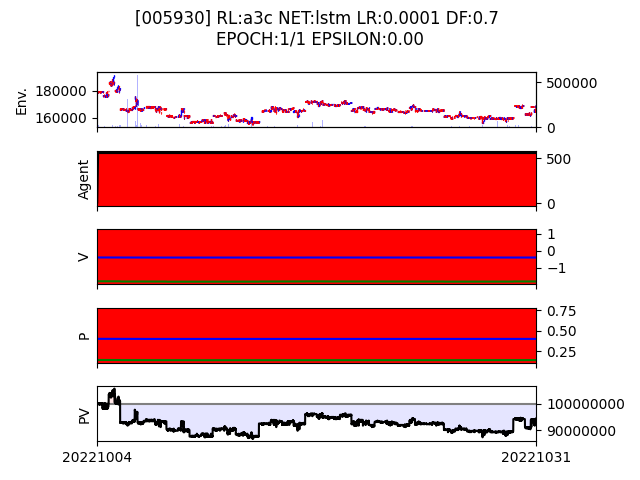 [005930] RL:a3c NET:lstm LR:0.0001 DF:0.7
EPOCH:1/1 EPSILON:0.00
Env.
180000
160000
500000
0
Agent
500
0
V
1
0
−1
P
0.75
0.50
0.25
PV
100000000
90000000
20221004
20221031